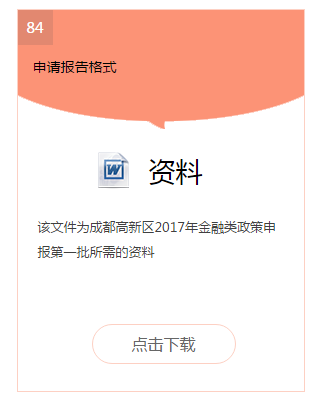 84
申请报告格式
资料
该文件为成都高新区2017年金融类政策申
报第一批所需的资料
点击下载